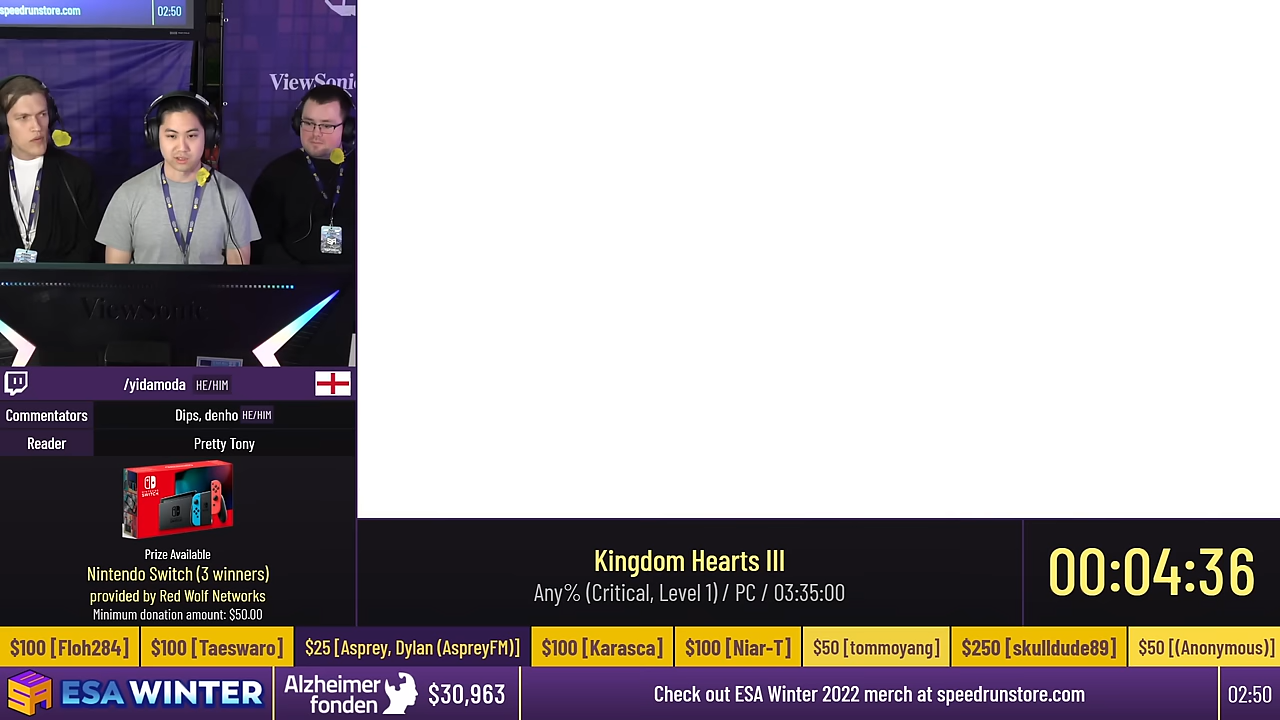 speedrunstore.com
02:50
ViewSonic
ViewSonic
/yidamoda HE/HIM
Commentators
Dips, denho HE/HIM
Reader
Pretty Tony
Prize Available
Nintendo Switch (3 winners)
provided by Red Wolf Networks
Minimum donation amount: $50.00
Kingdom Hearts III
Any% (Critical, Level 1) / PC / 03:35:00
00:04:36
$100 [Floh284]
$100 [Taeswaro]
$25 [Asprey, Dylan (AspreyFM)]
$100 [Karasca]
$100 [Niar-T]
$50 [tommoyang]
$250 [skulldude89]
$50 [(Anonymous)]
ESA WINTER
Alzheimer
fonden
$30,963
Check out ESA Winter 2022 merch at speedrunstore.com
02:50